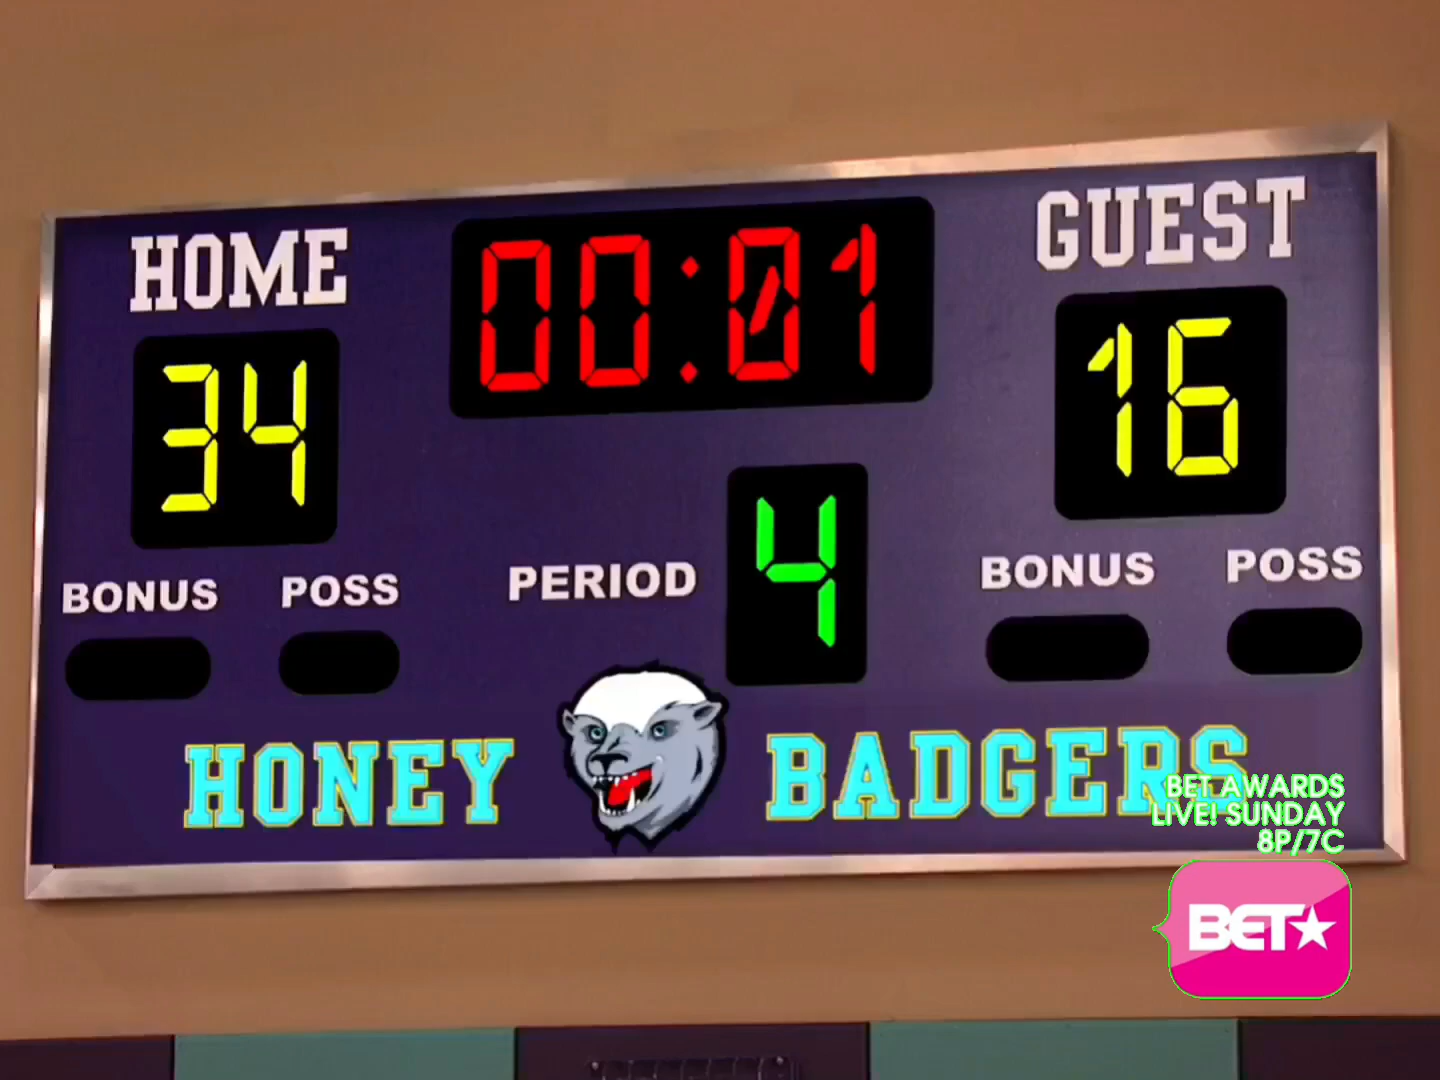 HOME
00:01
GUEST
34
16
BONUS
POSS
PERIOD
4
BONUS
POSS
HONEY
BADGERS
BET AWARDS
LIVE! SUNDAY
8P/7C
BET